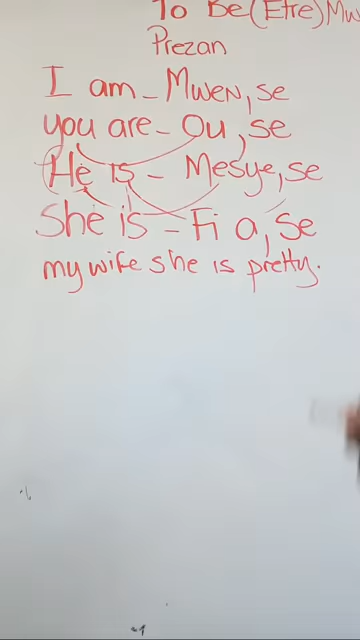 To Be (Etre) Mw
Prezan
I am - Mwen, se
you are - Ou, se
(He is - Mesye, se
She is - Fi a, se
my wife she is pretty.